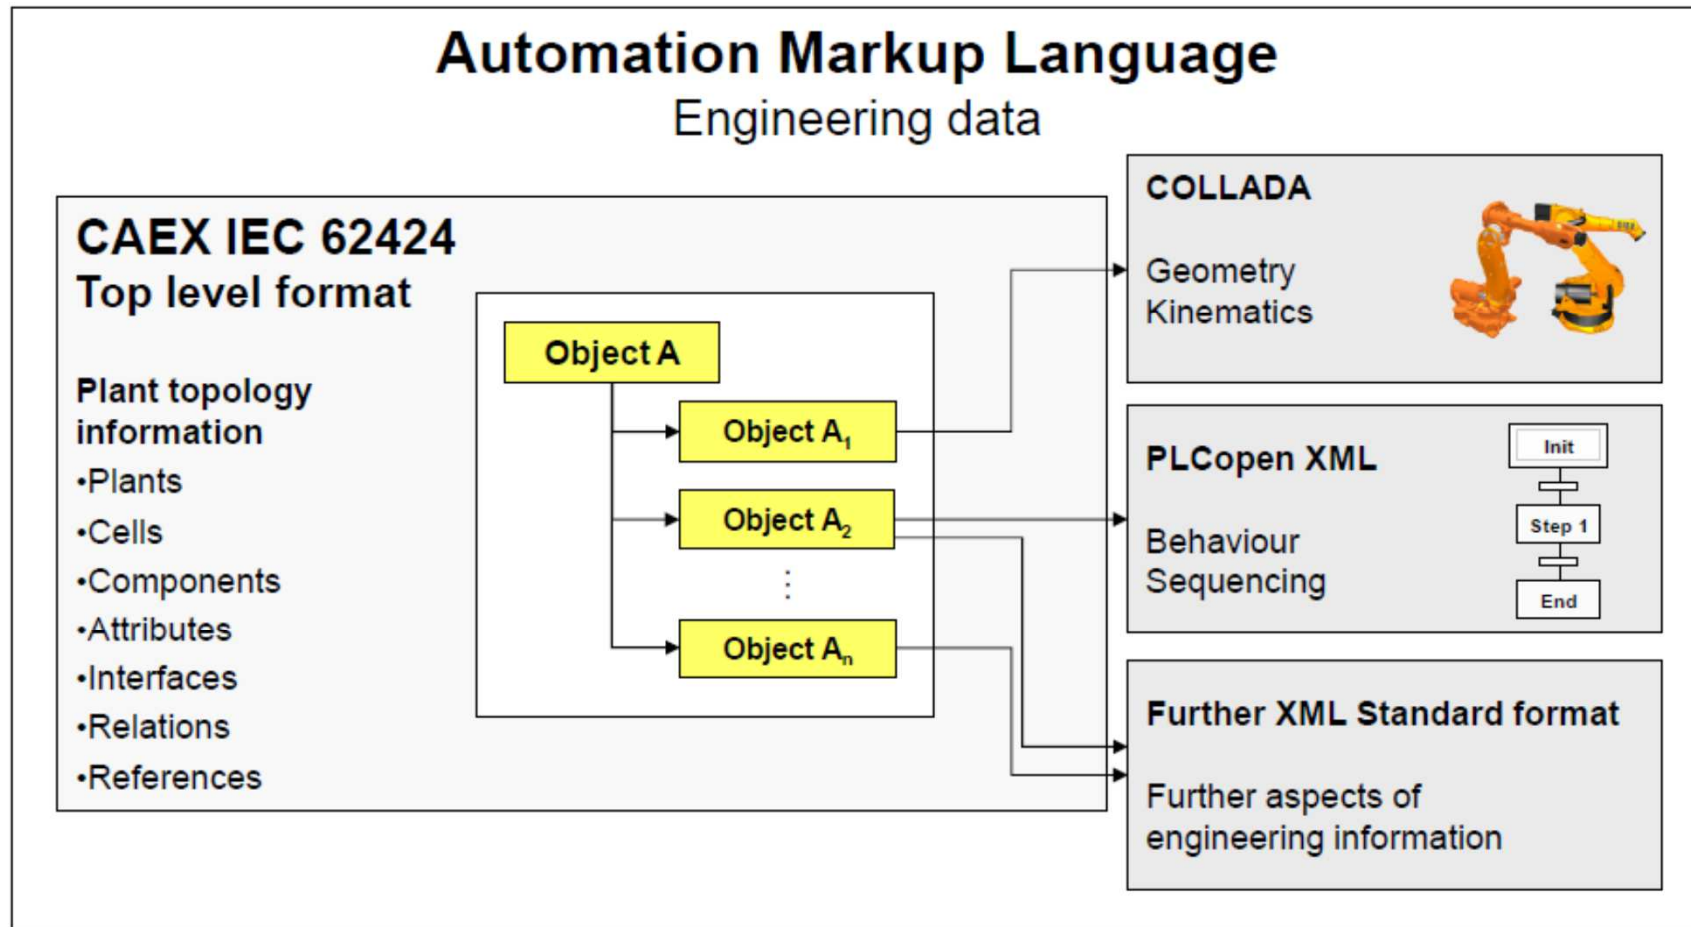 Automation Markup Language
Engineering data
CAEX IEC 62424
Top level format
Plant topology
information
•Plants
•Cells
•Components
•Attributes
•Interfaces
•Relations
•References
Object A
Object A₁
Object A₂
⋮
Object Aₙ
COLLADA
Geometry
Kinematics
PLCopen XML
Behaviour
Sequencing
Init
Step 1
End
Further XML Standard format
Further aspects of
engineering information